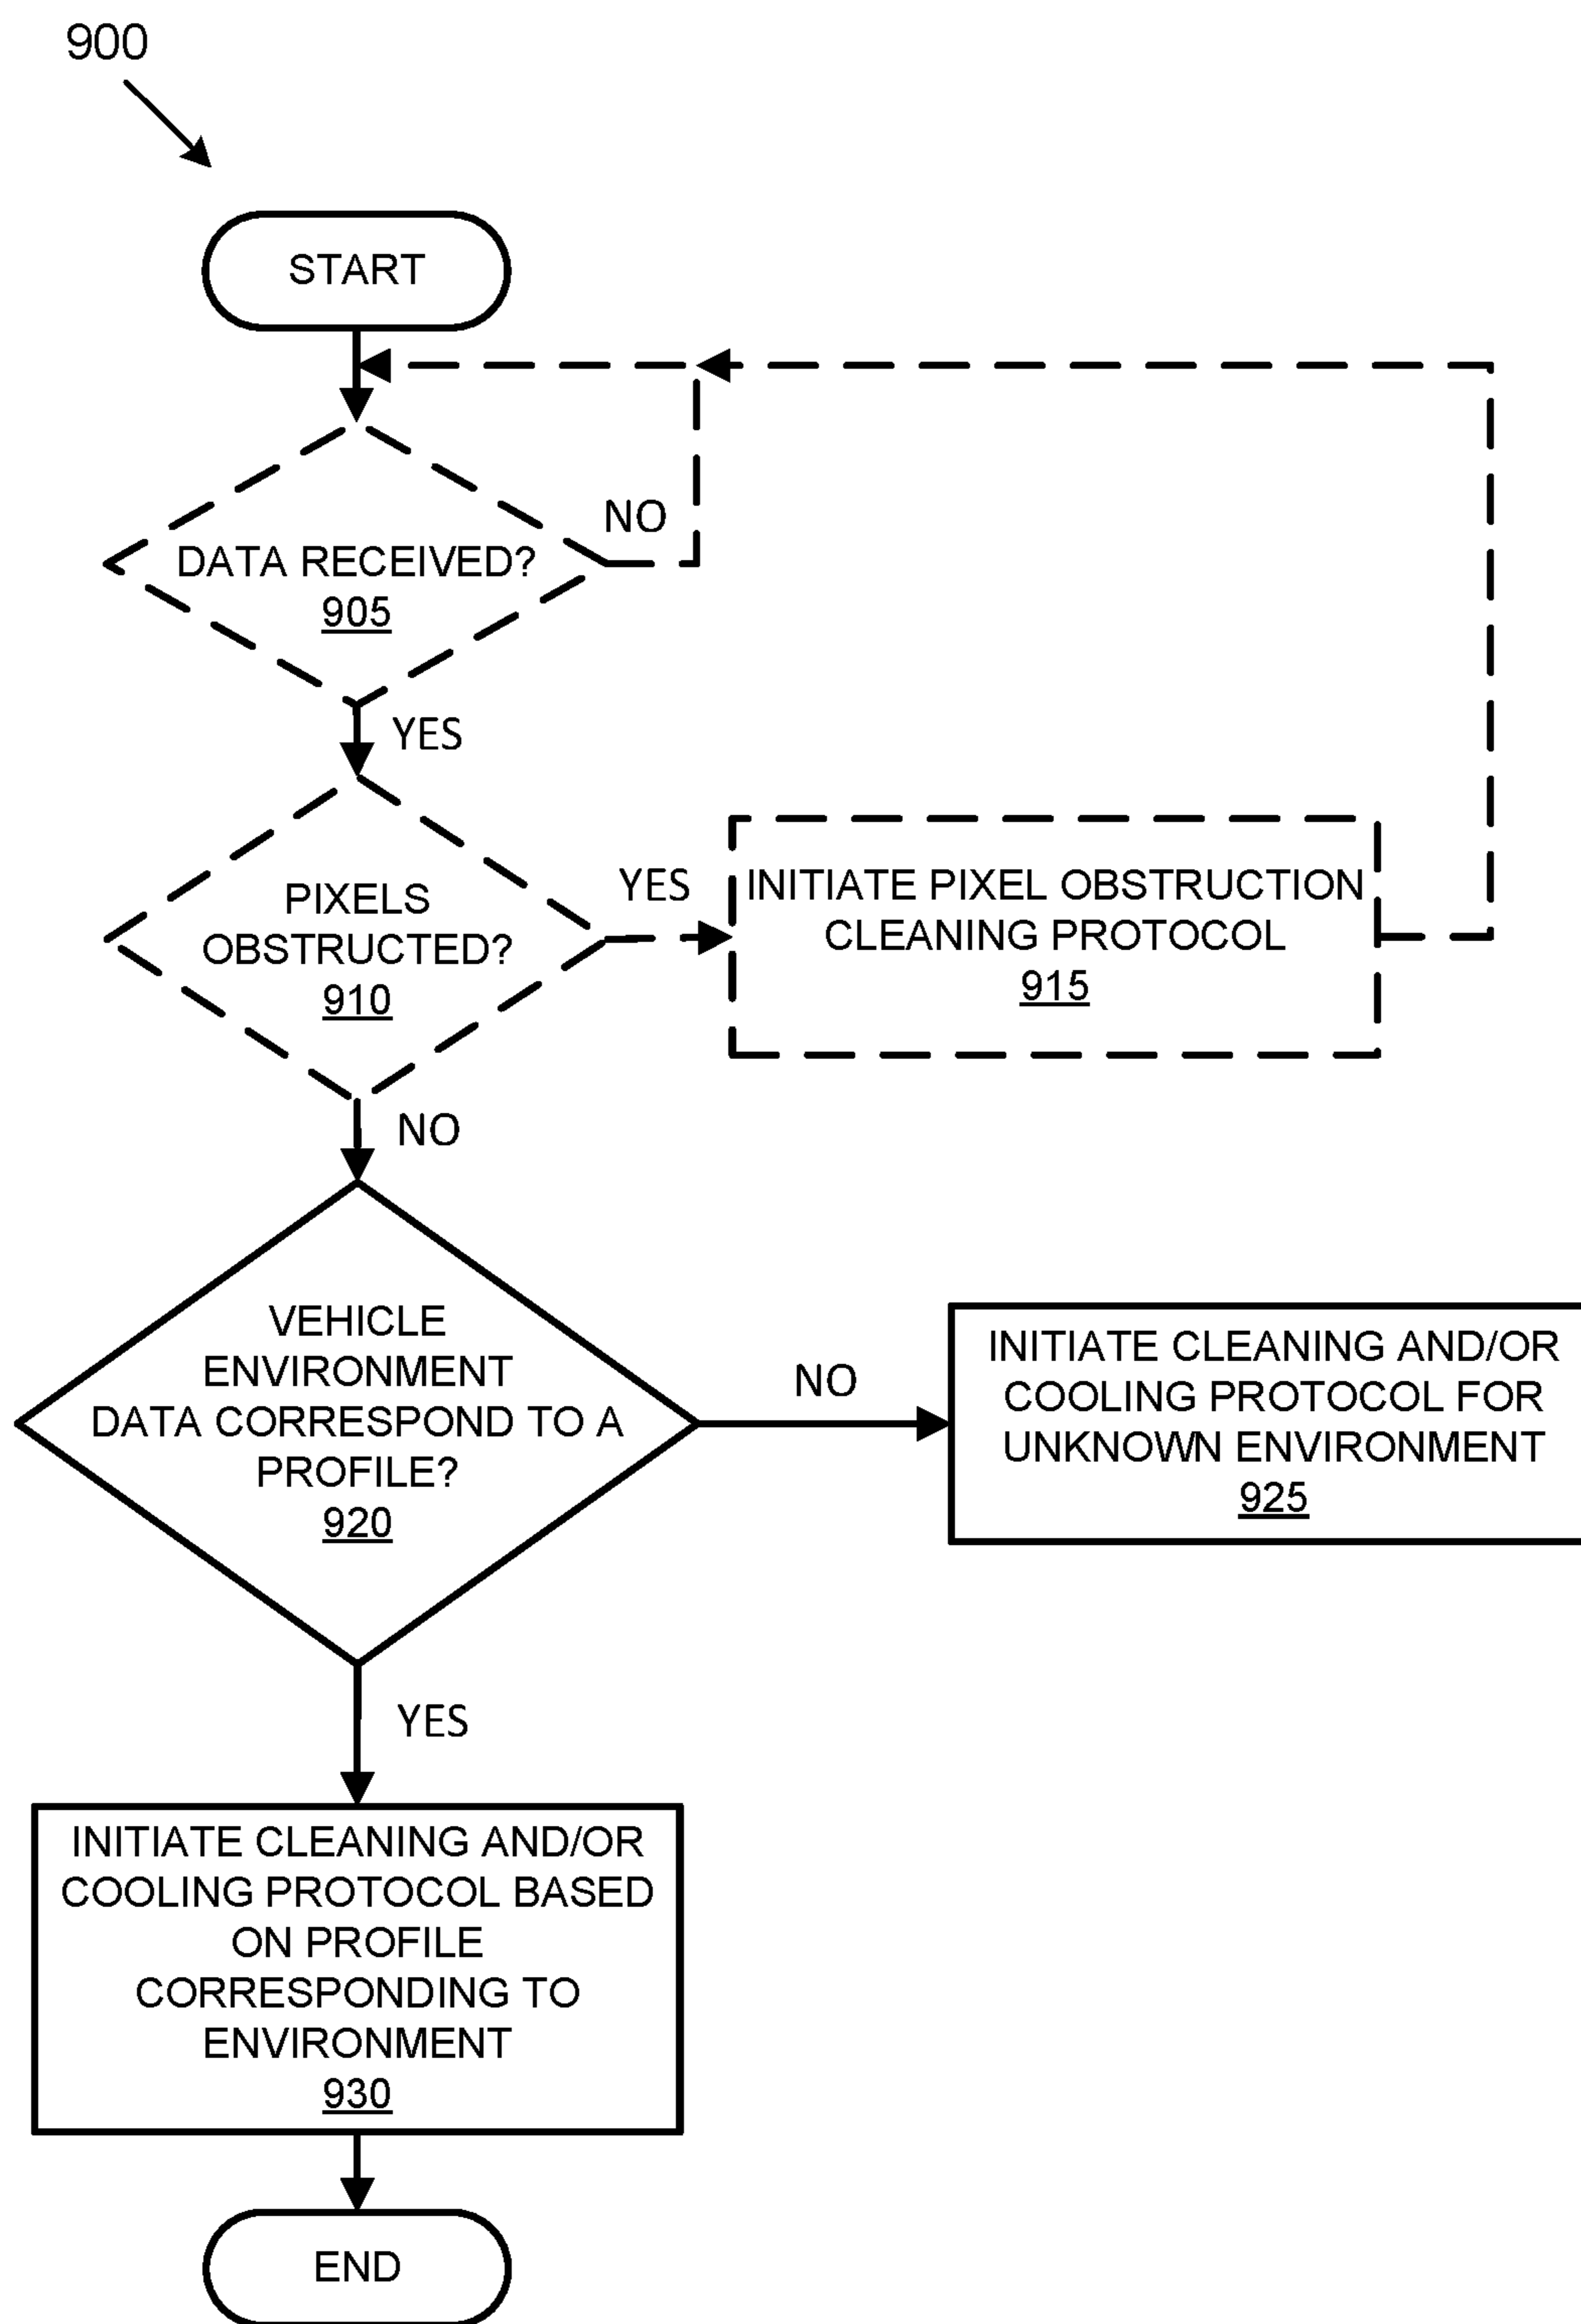 900
START
DATA RECEIVED?
905
NO
YES
PIXELS
OBSTRUCTED?
910
YES
INITIATE PIXEL OBSTRUCTION
CLEANING PROTOCOL
915
NO
VEHICLE
ENVIRONMENT
DATA CORRESPOND TO A
PROFILE?
920
NO
INITIATE CLEANING AND/OR
COOLING PROTOCOL FOR
UNKNOWN ENVIRONMENT
925
YES
INITIATE CLEANING AND/OR
COOLING PROTOCOL BASED
ON PROFILE
CORRESPONDING TO
ENVIRONMENT
930
END